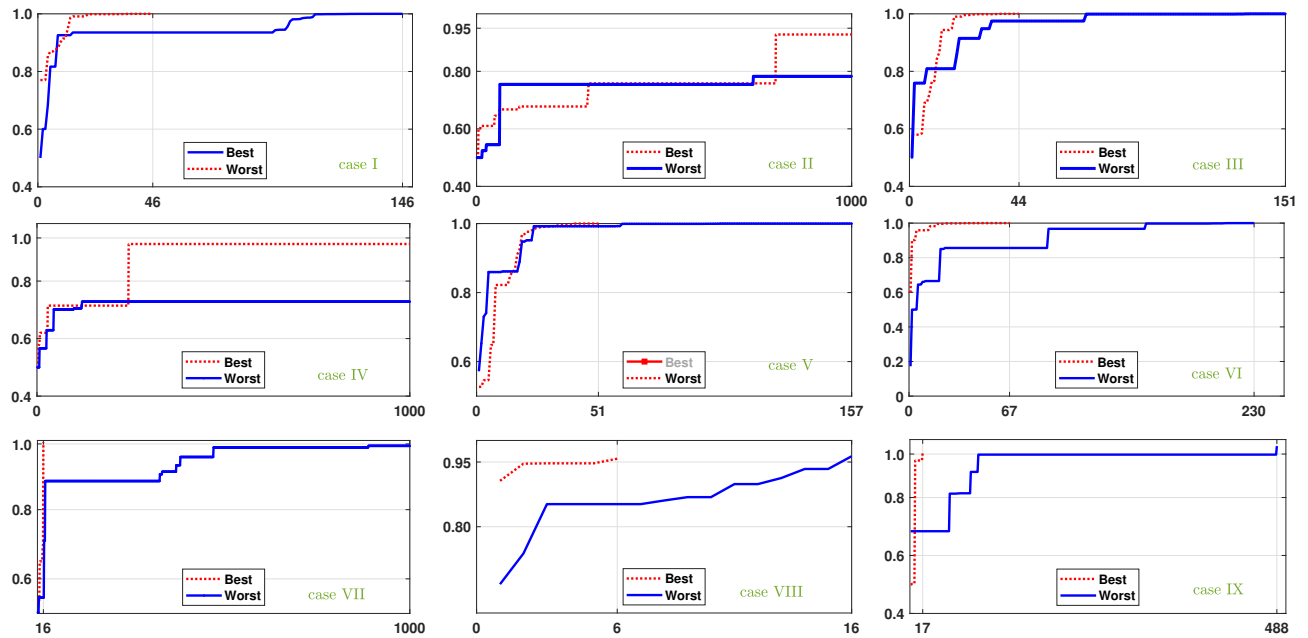 1.0
0.8
0.6
0.4
0
46
146
Best
Worst
case I
0.95
0.80
0.60
0.40
0
1000
Best
Worst
case II
1.0
0.8
0.6
0.4
0
44
151
Best
Worst
case III
1.0
0.8
0.6
0.4
0
1000
Best
Worst
case IV
1.0
0.8
0.6
0
51
157
Best
Worst
case V
1.0
0.8
0.6
0.4
0.2
0
0
67
230
Best
Worst
case VI
1.0
0.8
0.6
16
1000
Best
Worst
case VII
0.95
0.80
0
6
16
Best
Worst
case VIII
1.0
0.8
0.6
0.4
17
488
Best
Worst
case IX